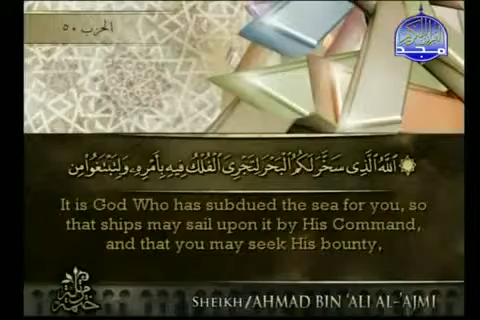 الحزب ٥٠
المجد
۞ اللَّهُ الَّذِى سَخَّرَ لَكُمُ الْبَحْرَ لِتَجْرِىَ الْفُلْكُ فِيهِ بِأَمْرِهِۦ وَلِتَبْتَغُوا۟ مِن
It is God Who has subdued the sea for you, so
that ships may sail upon it by His Command,
and that you may seek His bounty,
SHEIKH/AHMAD BIN 'ALI AL-'AJMI